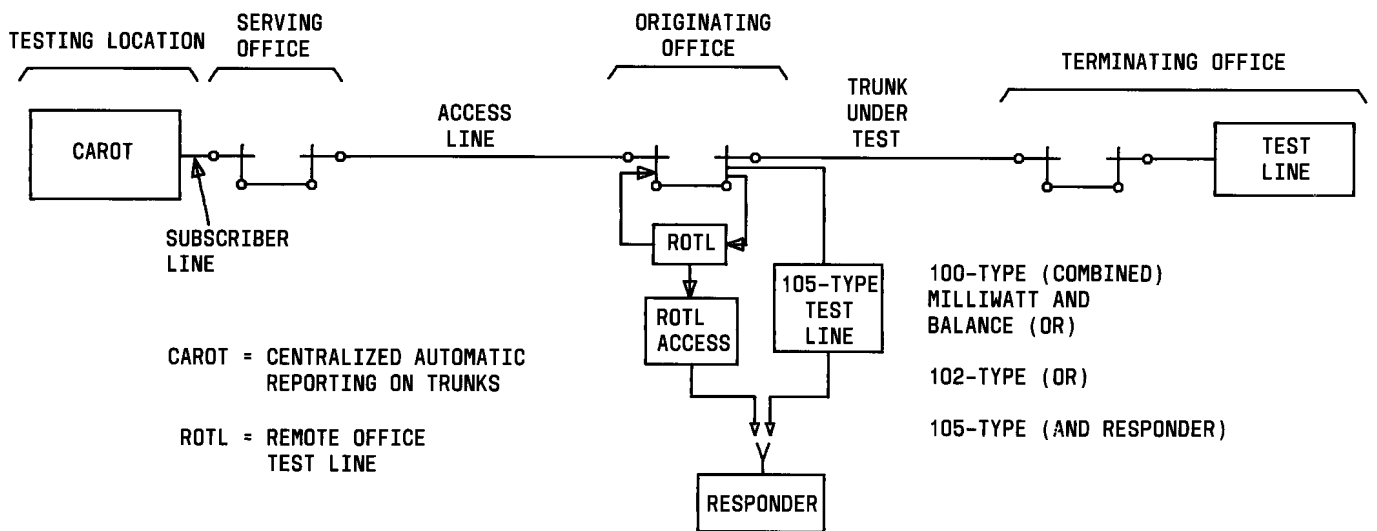 TESTING LOCATION
SERVING
OFFICE
ORIGINATING
OFFICE
TERMINATING OFFICE
CAROT
SUBSCRIBER
LINE
ACCESS
LINE
TRUNK
UNDER
TEST
TEST
LINE
ROTL
ROTL
ACCESS
105-TYPE
TEST
LINE
RESPONDER
100-TYPE (COMBINED)
MILLIWATT AND
BALANCE (OR)
102-TYPE (OR)
105-TYPE (AND RESPONDER)
CAROT = CENTRALIZED AUTOMATIC
REPORTING ON TRUNKS
ROTL = REMOTE OFFICE
TEST LINE